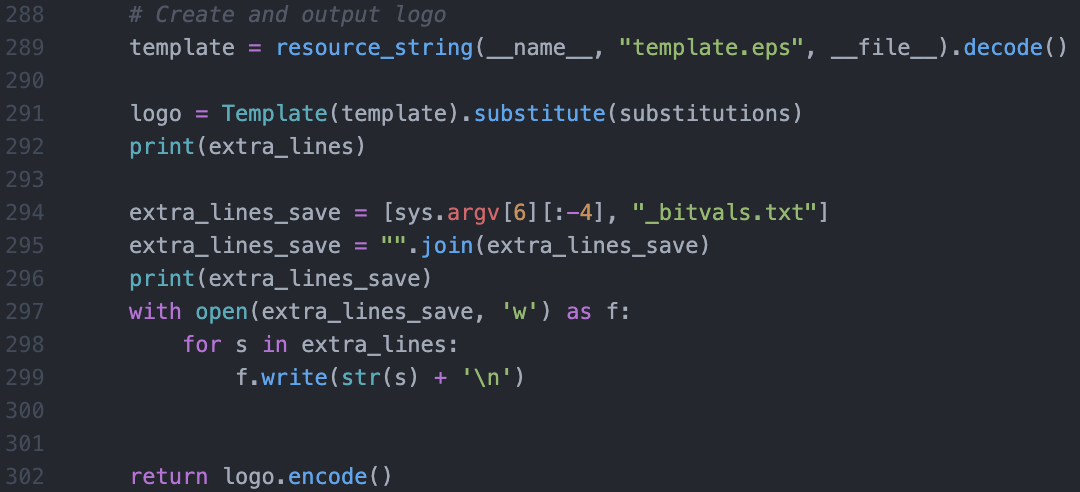 288 # Create and output logo
289 template = resource_string(__name__, "template.eps", __file__).decode()
290
291 logo = Template(template).substitute(substitutions)
292 print(extra_lines)
293
294 extra_lines_save = [sys.argv[6][:-4], "_bitvals.txt"]
295 extra_lines_save = "".join(extra_lines_save)
296 print(extra_lines_save)
297 with open(extra_lines_save, 'w') as f:
298     for s in extra_lines:
299         f.write(str(s) + '\n')
300
301
302 return logo.encode()